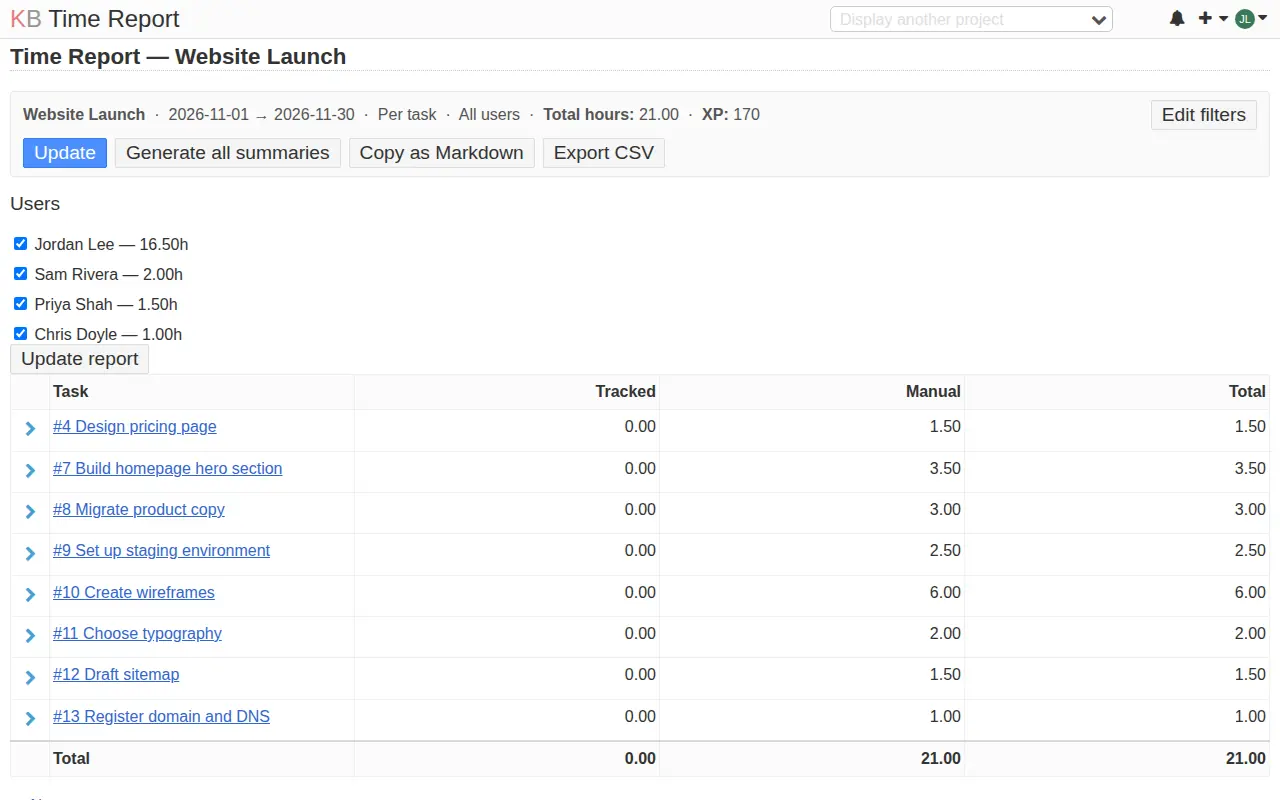 KB Time Report
Display another project
JL
Time Report — Website Launch
Website Launch · 2026-11-01 → 2026-11-30 · Per task · All users · Total hours: 21.00 · XP: 170
Edit filters
Update Generate all summaries Copy as Markdown Export CSV
Users
Jordan Lee — 16.50h
Sam Rivera — 2.00h
Priya Shah — 1.50h
Chris Doyle — 1.00h
Update report
Task Tracked Manual Total
#4 Design pricing page 0.00 1.50 1.50
#7 Build homepage hero section 0.00 3.50 3.50
#8 Migrate product copy 0.00 3.00 3.00
#9 Set up staging environment 0.00 2.50 2.50
#10 Create wireframes 0.00 6.00 6.00
#11 Choose typography 0.00 2.00 2.00
#12 Draft sitemap 0.00 1.50 1.50
#13 Register domain and DNS 0.00 1.00 1.00
Total 0.00 21.00 21.00